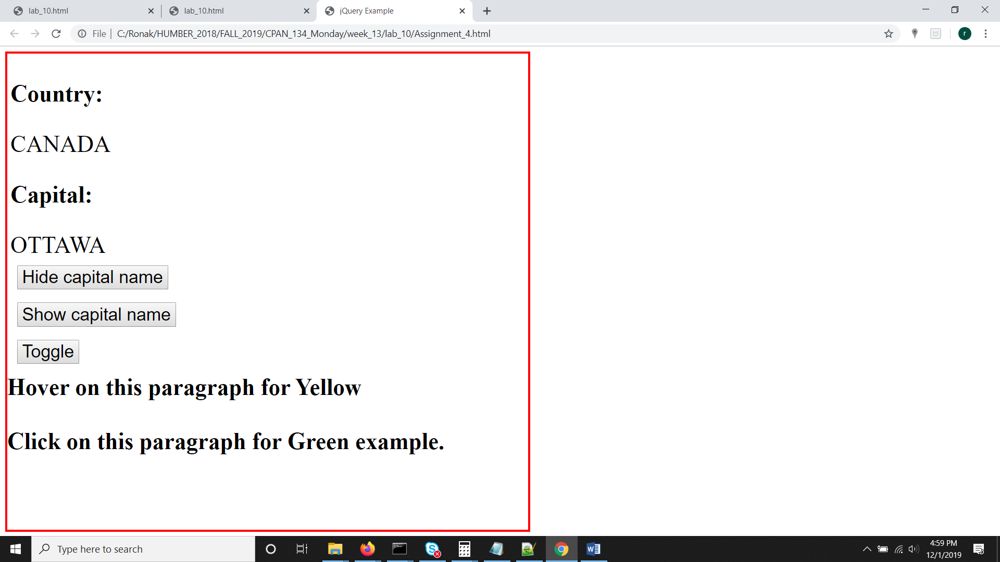 lab_10.html
lab_10.html
jQuery Example
File
C:/Ronak/HUMBER_2018/FALL_2019/CPAN_134_Monday/week_13/lab_10/Assignment_4.html
r
Country:
CANADA
Capital:
OTTAWA
Hide capital name
Show capital name
Toggle
Hover on this paragraph for Yellow
Click on this paragraph for Green example.
Type here to search
4:59 PM
12/1/2019